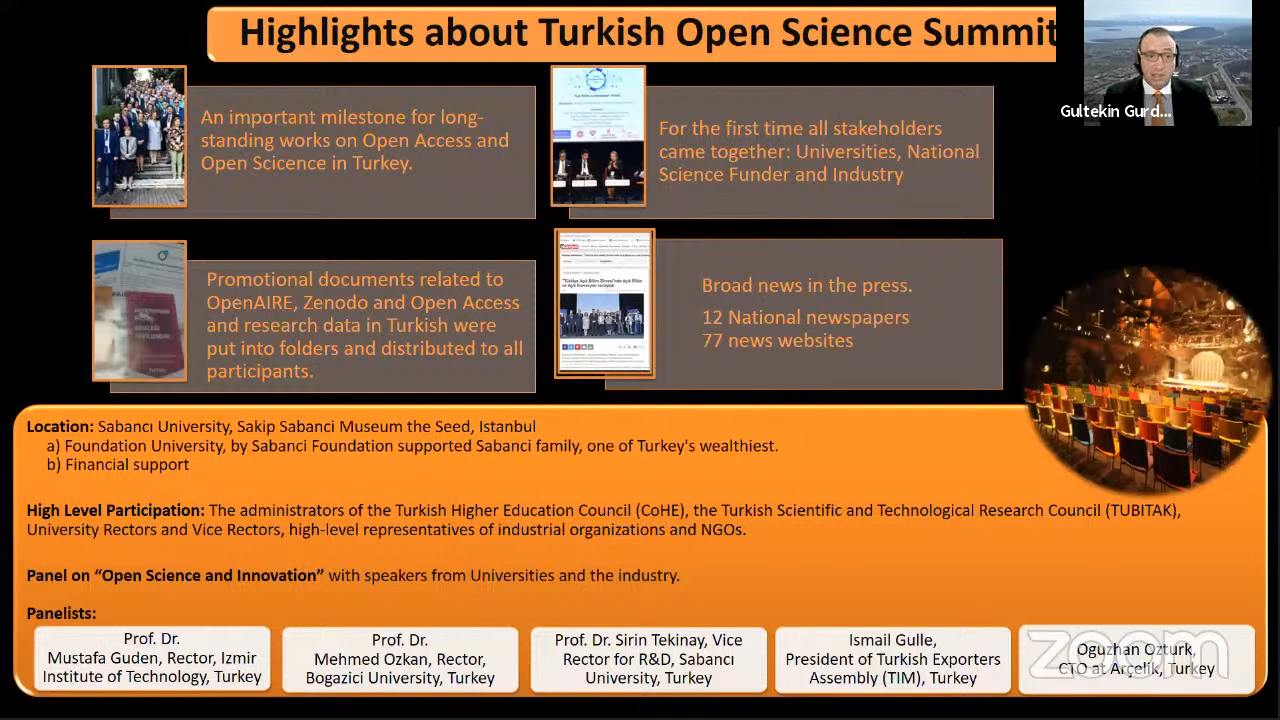 Highlights about Turkish Open Science Summit
Gultekin Gurd...
An important milestone for long-
standing works on Open Access and
Open Scicence in Turkey.
For the first time all stakeholders
came together: Universities, National
Science Funder and Industry
Promotional documents related to
OpenAIRE, Zenodo and Open Access
and research data in Turkish were
put into folders and distributed to all
participants.
Broad news in the press.
12 National newspapers
77 news websites
Location: Sabancı University, Sakip Sabanci Museum the Seed, Istanbul
a) Foundation University, by Sabanci Foundation supported Sabanci family, one of Turkey's wealthiest.
b) Financial support
High Level Participation: The administrators of the Turkish Higher Education Council (CoHE), the Turkish Scientific and Technological Research Council (TUBITAK),
University Rectors and Vice Rectors, high-level representatives of industrial organizations and NGOs.
Panel on “Open Science and Innovation” with speakers from Universities and the industry.
Panelists:
Prof. Dr.
Mustafa Guden, Rector, Izmir
Institute of Technology, Turkey
Prof. Dr.
Mehmed Ozkan, Rector,
Bogazici University, Turkey
Prof. Dr. Sirin Tekinay, Vice
Rector for R&D, Sabancı
University, Turkey
Ismail Gulle,
President of Turkish Exporters
Assembly (TIM), Turkey
Oguzhan Ozturk,
CTO at Arçelik, Turkey
zoom